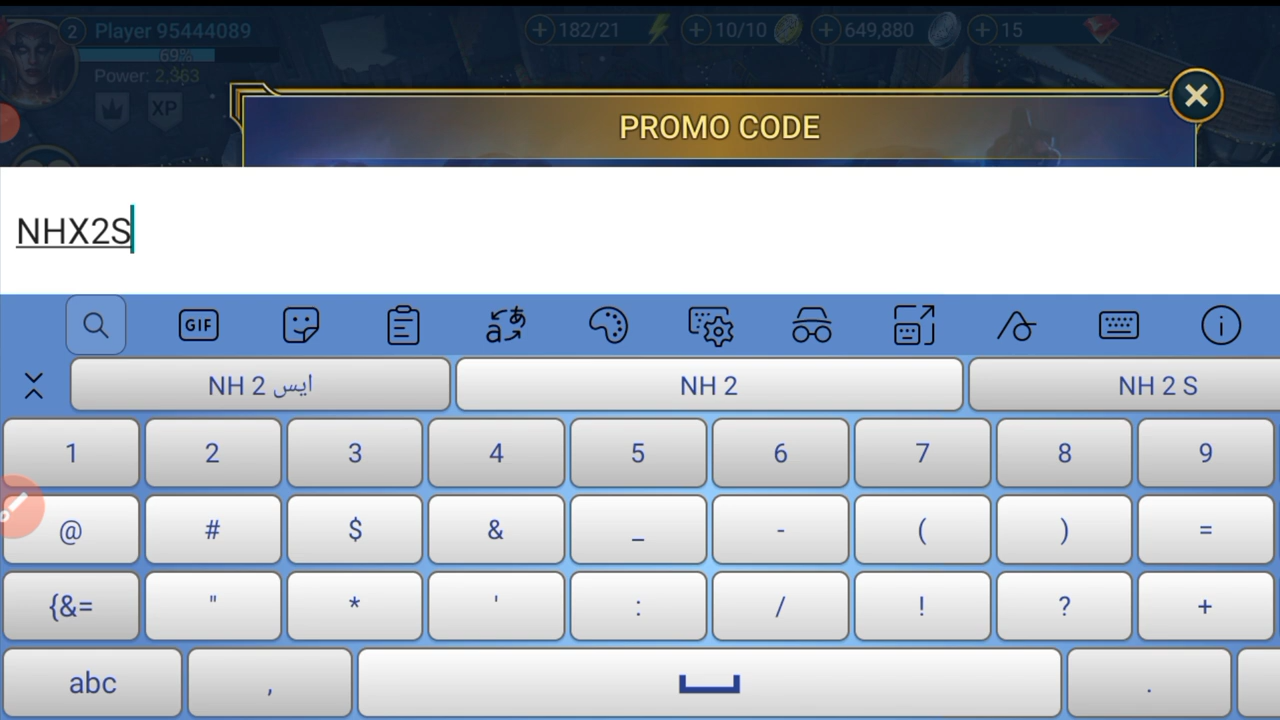 2 Player 95444089 182/21 10/10 649,880 15
69%
Power: 2,363
XP
PROMO CODE
NHX2S
GIF
NH 2 ایس NH 2 NH 2 S
1 2 3 4 5 6 7 8 9
@ # $ & _ - ( ) =
{&= " * ' : / ! ? +
abc , .